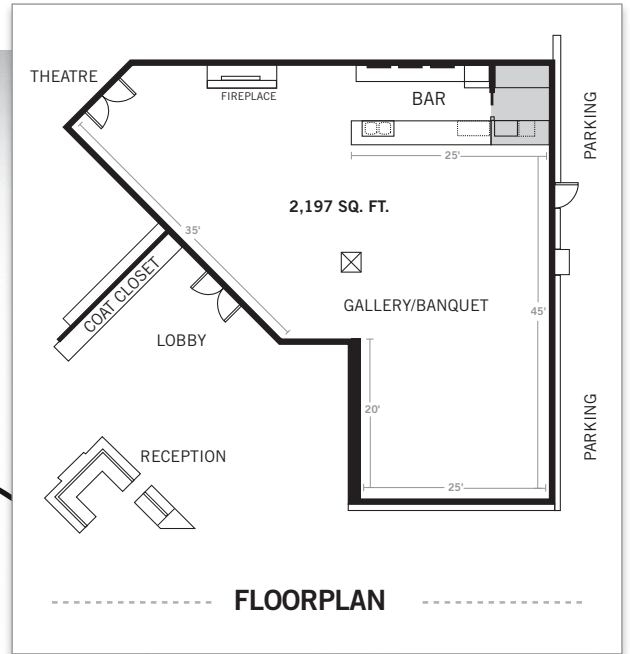 THEATRE
FIREPLACE
BAR
PARKING
25'
2,197 SQ. FT.
35'
COAT CLOSET
GALLERY/BANQUET
45'
LOBBY
20'
PARKING
RECEPTION
25'
FLOORPLAN